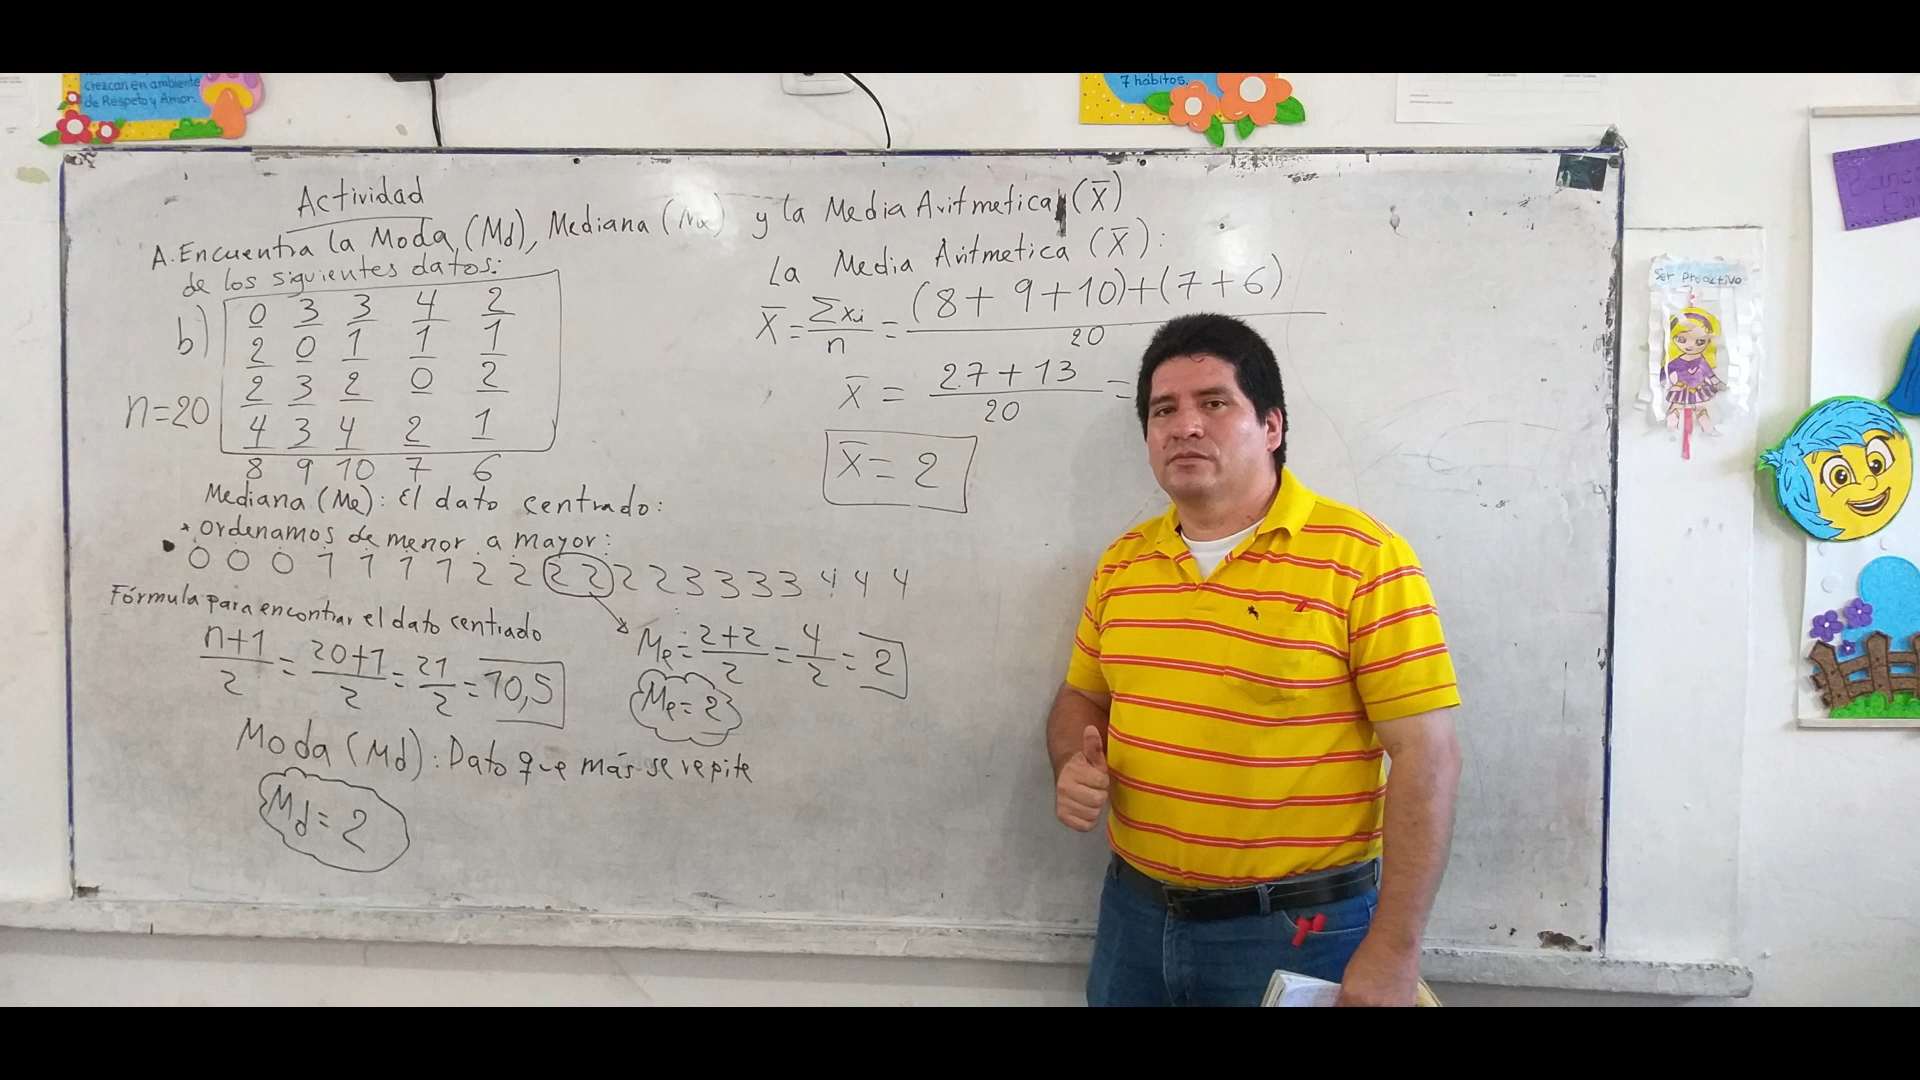 crezcan en ambiente
de Respeto y Amor.
7 hábitos.
Actividad
A. Encuentra la Moda (Md), Mediana (Me) y la Media Aritmetica (X̄)
de los siguientes datos:
b)
0 3 3 4 2
2 0 1 1 1
2 3 2 0 2
4 3 4 2 1
n=20
8 9 10 7 6
Mediana (Me): El dato centrado:
* ordenamos de menor a mayor:
0 0 0 1 1 1 1 2 2 2 2 2 2 3 3 3 3 4 4 4
Fórmula para encontrar el dato centrado
n+1/2 = 20+1/2 = 21/2 = 10,5
Me = 2+2/2 = 4/2 = 2
Me = 2
Moda (Md): Dato que más se repite
Md = 2
La Media Aritmetica (X̄):
X̄ = Σxi/n = (8+9+10)+(7+6)/20
X̄ = 27+13/20 =
X̄ = 2
Ser proactivo